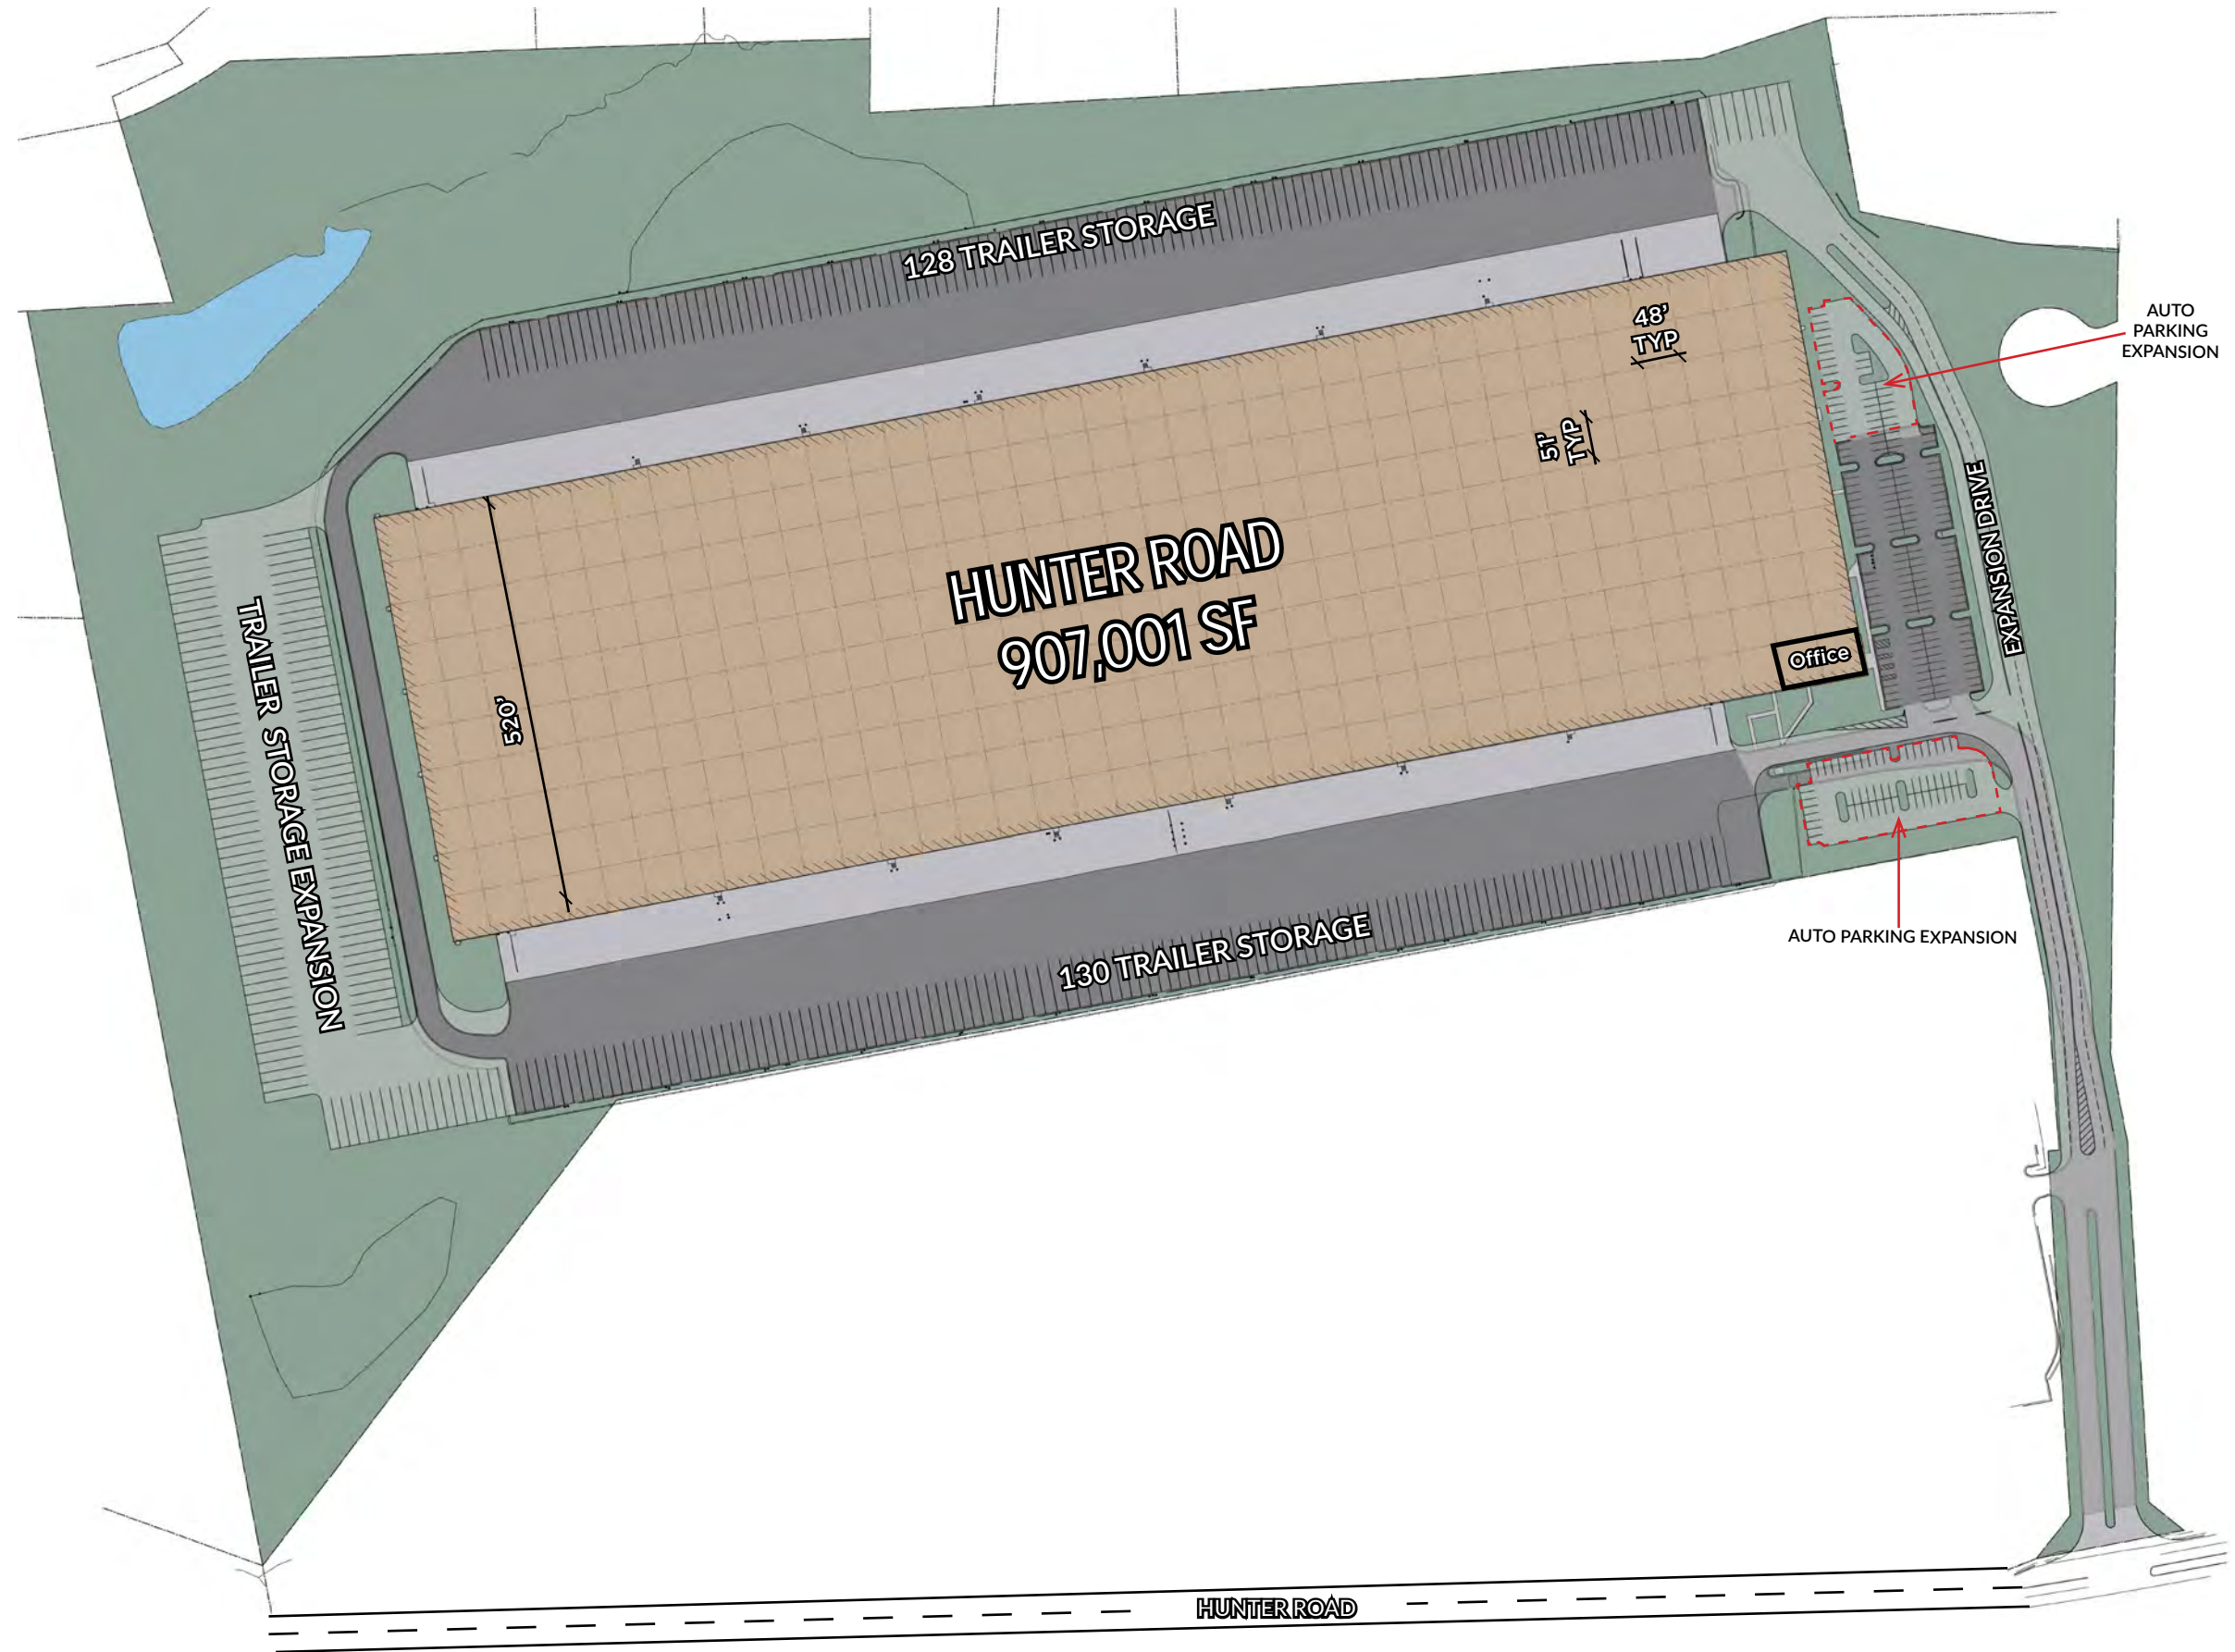 128 TRAILER STORAGE
48'
TYP
51'
TYP
AUTO
PARKING
EXPANSION
EXPANSION DRIVE
HUNTER ROAD
907,001 SF
520'
Office
TRAILER STORAGE EXPANSION
130 TRAILER STORAGE
AUTO PARKING EXPANSION
HUNTER ROAD